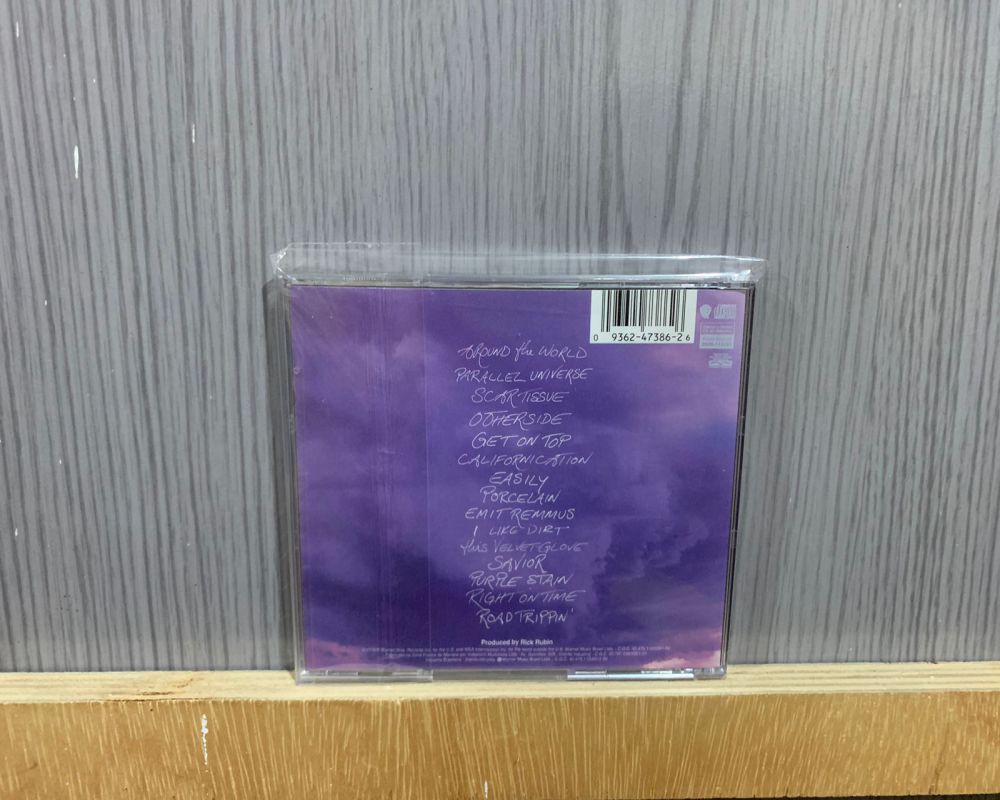 0 9362-47386-2 6
AROUND the WORLD
PARALLEL UNIVERSE
SCAR TISSUE
OTHERSIDE
GET ON TOP
CALIFORNICATION
EASILY
PORCELAIN
EMIT REMMUS
I LIKE DIRT
this VELVET GLOVE
SAVIOR
PURPLE STAIN
RIGHT ON TIME
ROAD TRIPPIN'
Produced by Rick Rubin